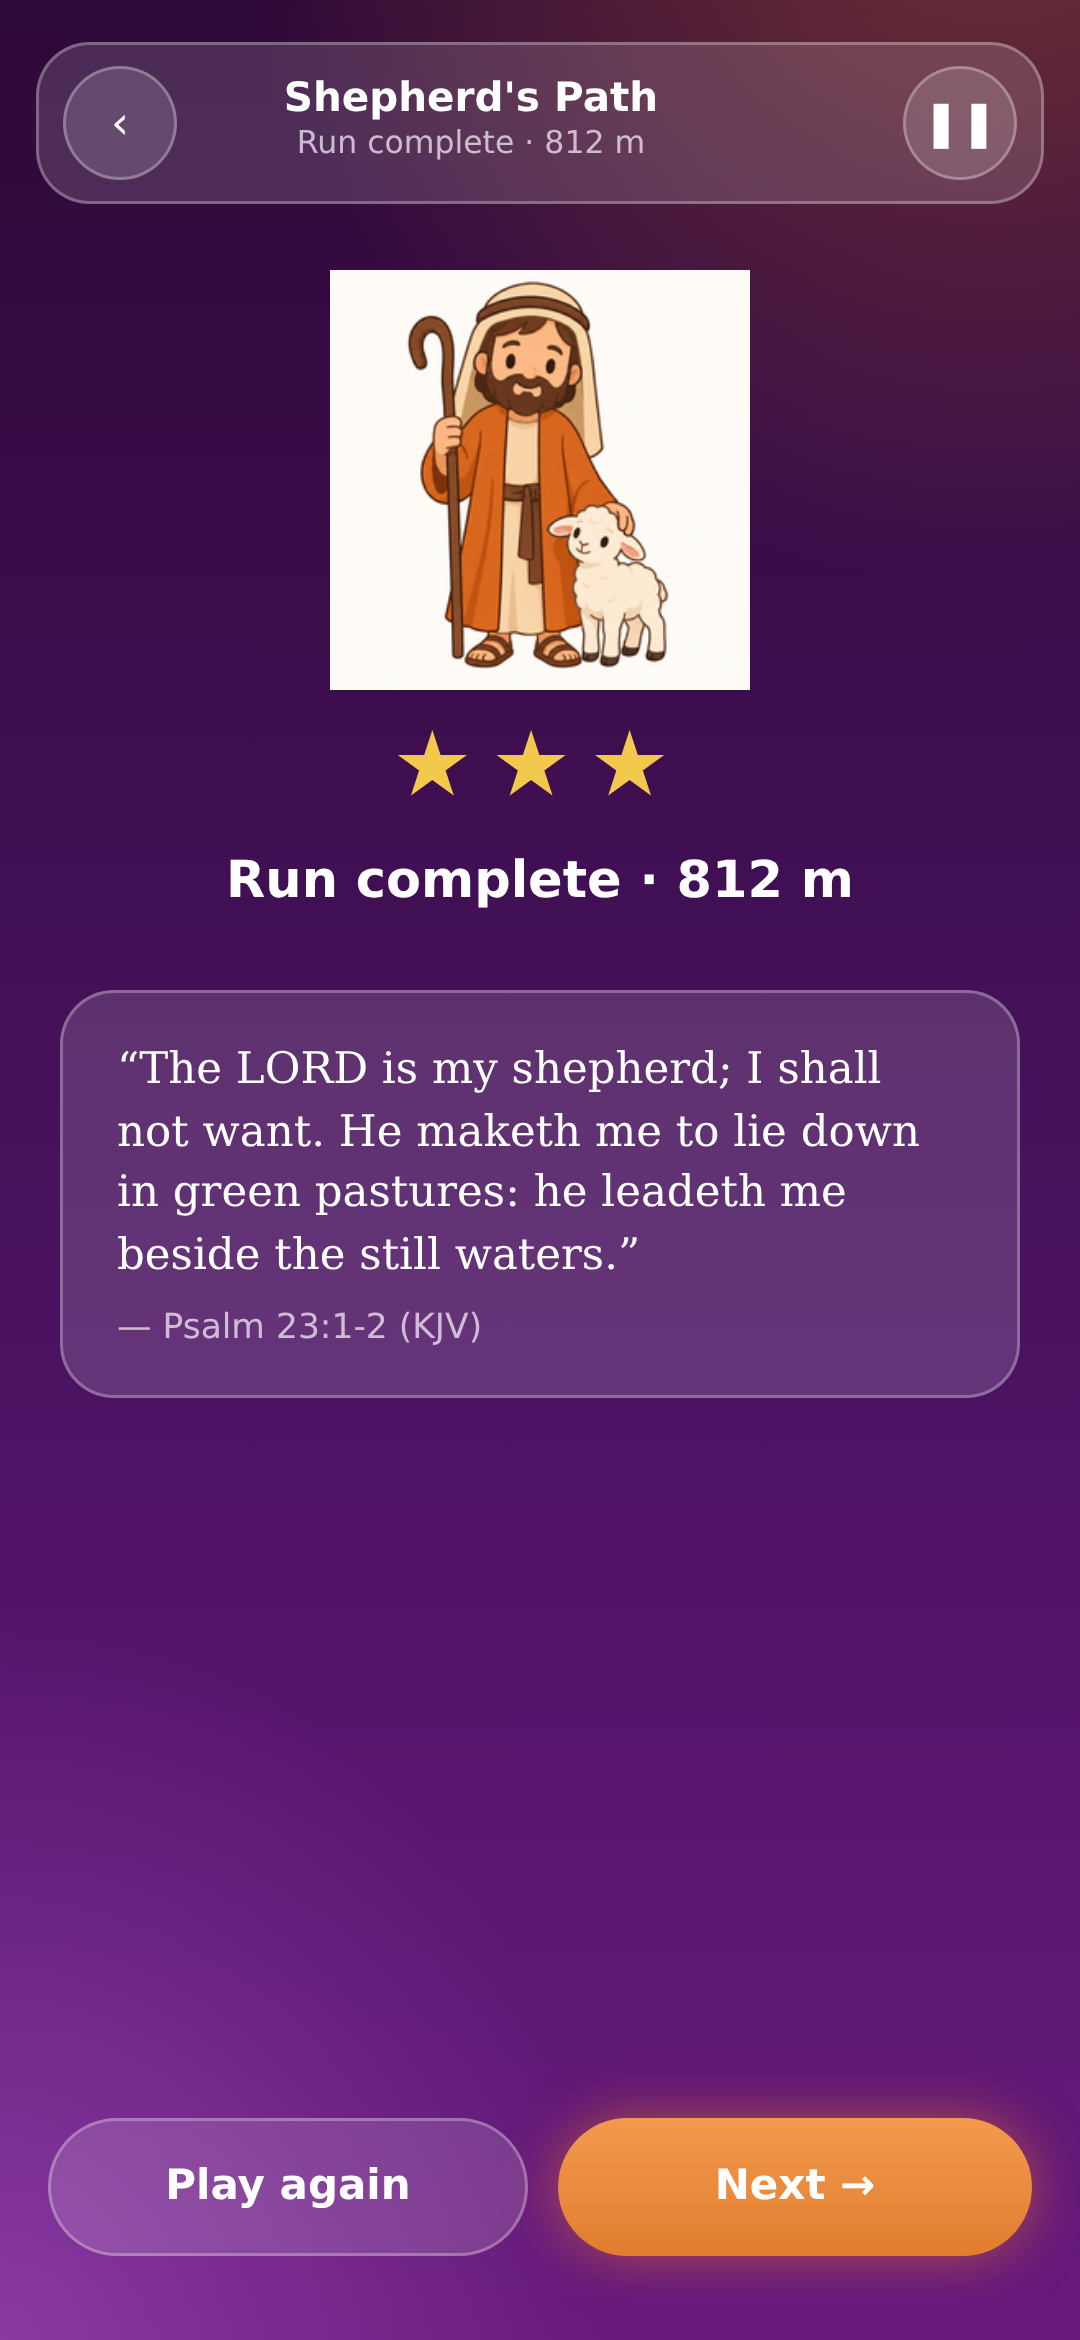 ‹
Shepherd's Path
Run complete · 812 m
★ ★ ★
Run complete · 812 m
“The LORD is my shepherd; I shall
not want. He maketh me to lie down
in green pastures: he leadeth me
beside the still waters.”
— Psalm 23:1-2 (KJV)
Play again
Next →